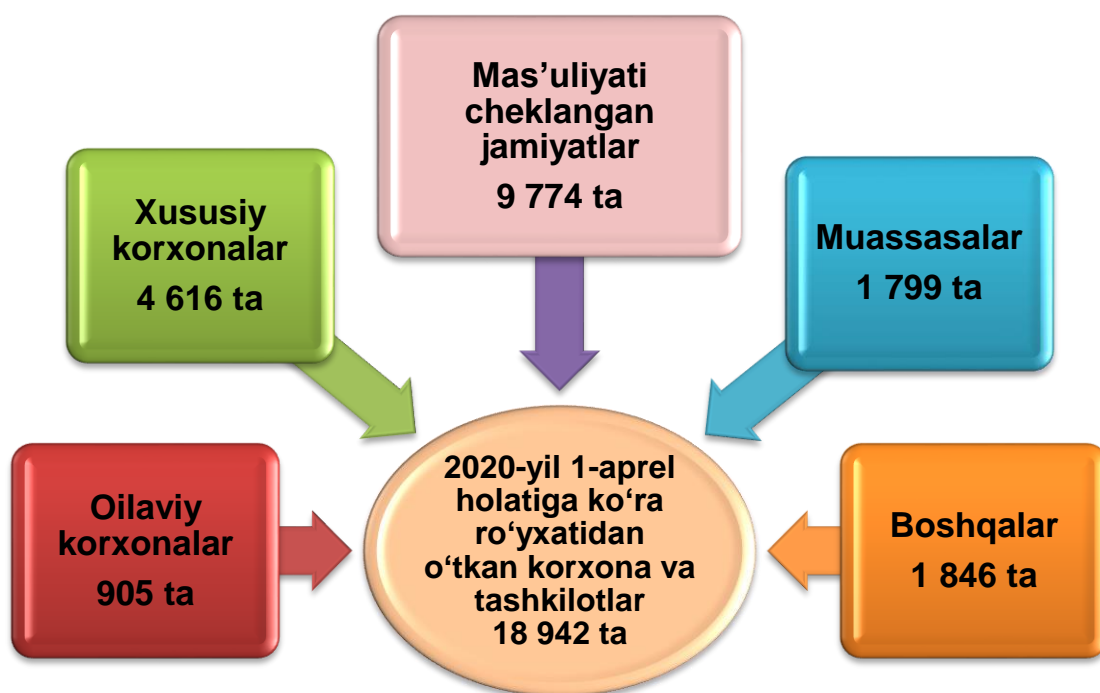 Mas’uliyati
cheklangan
jamiyatlar
9 774 ta
Xususiy
korxonalar
4 616 ta
Muassasalar
1 799 ta
Oilaviy
korxonalar
905 ta
2020-yil 1-aprel
holatiga ko‘ra
ro‘yxatidan
o‘tkan korxona va
tashkilotlar
18 942 ta
Boshqalar
1 846 ta